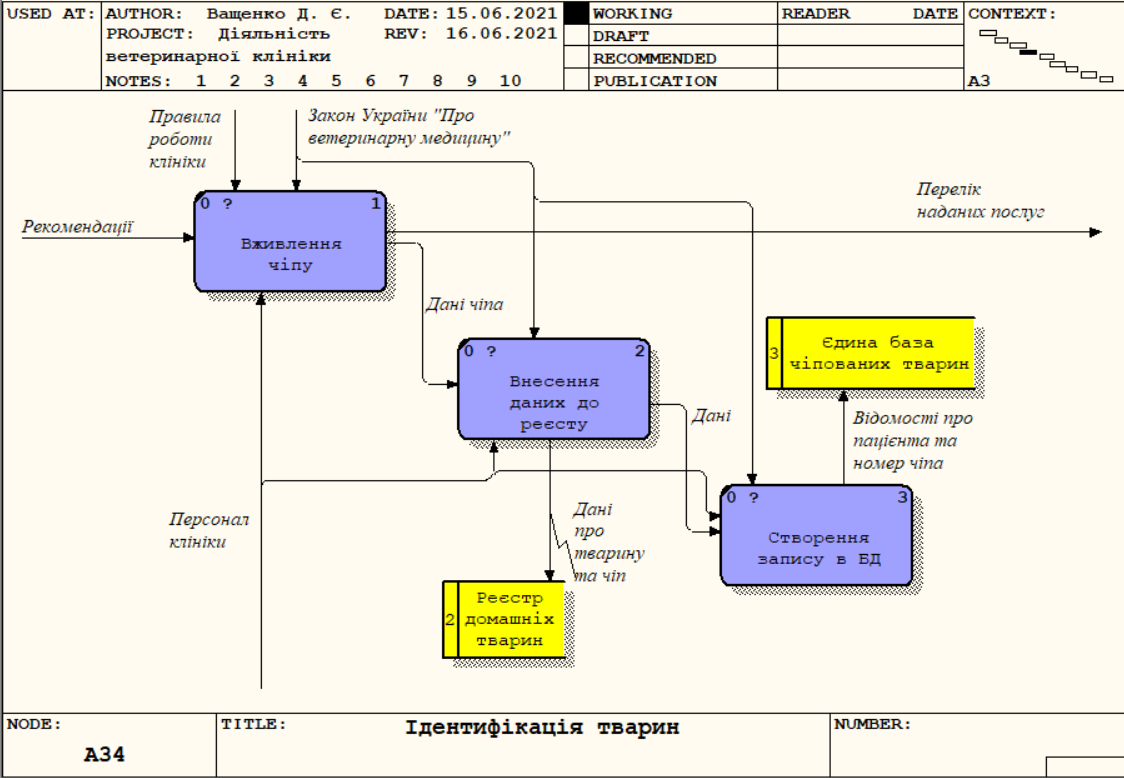 USED AT:
AUTHOR: Ващенко Д. Є.
DATE: 15.06.2021
PROJECT: Діяльність
REV: 16.06.2021
ветеринарної клініки
NOTES: 1 2 3 4 5 6 7 8 9 10
WORKING
DRAFT
RECOMMENDED
PUBLICATION
READER DATE
CONTEXT:
A3
Правила
роботи
клініки
Закон України "Про
ветеринарну медицину"
Рекомендації
0 ? 1
Вживлення
чіпу
Перелік
наданих послуг
Дані чіпа
0 ? 2
Внесення
даних до
реєсту
3
Єдина база
чіпованих тварин
Дані
Відомості про
пацієнта та
номер чіпа
0 ? 3
Створення
запису в БД
Персонал
клініки
Дані
про
тварину
та чіп
2
Реєстр
домашніх
тварин
NODE:
A34
TITLE:
Ідентифікація тварин
NUMBER: